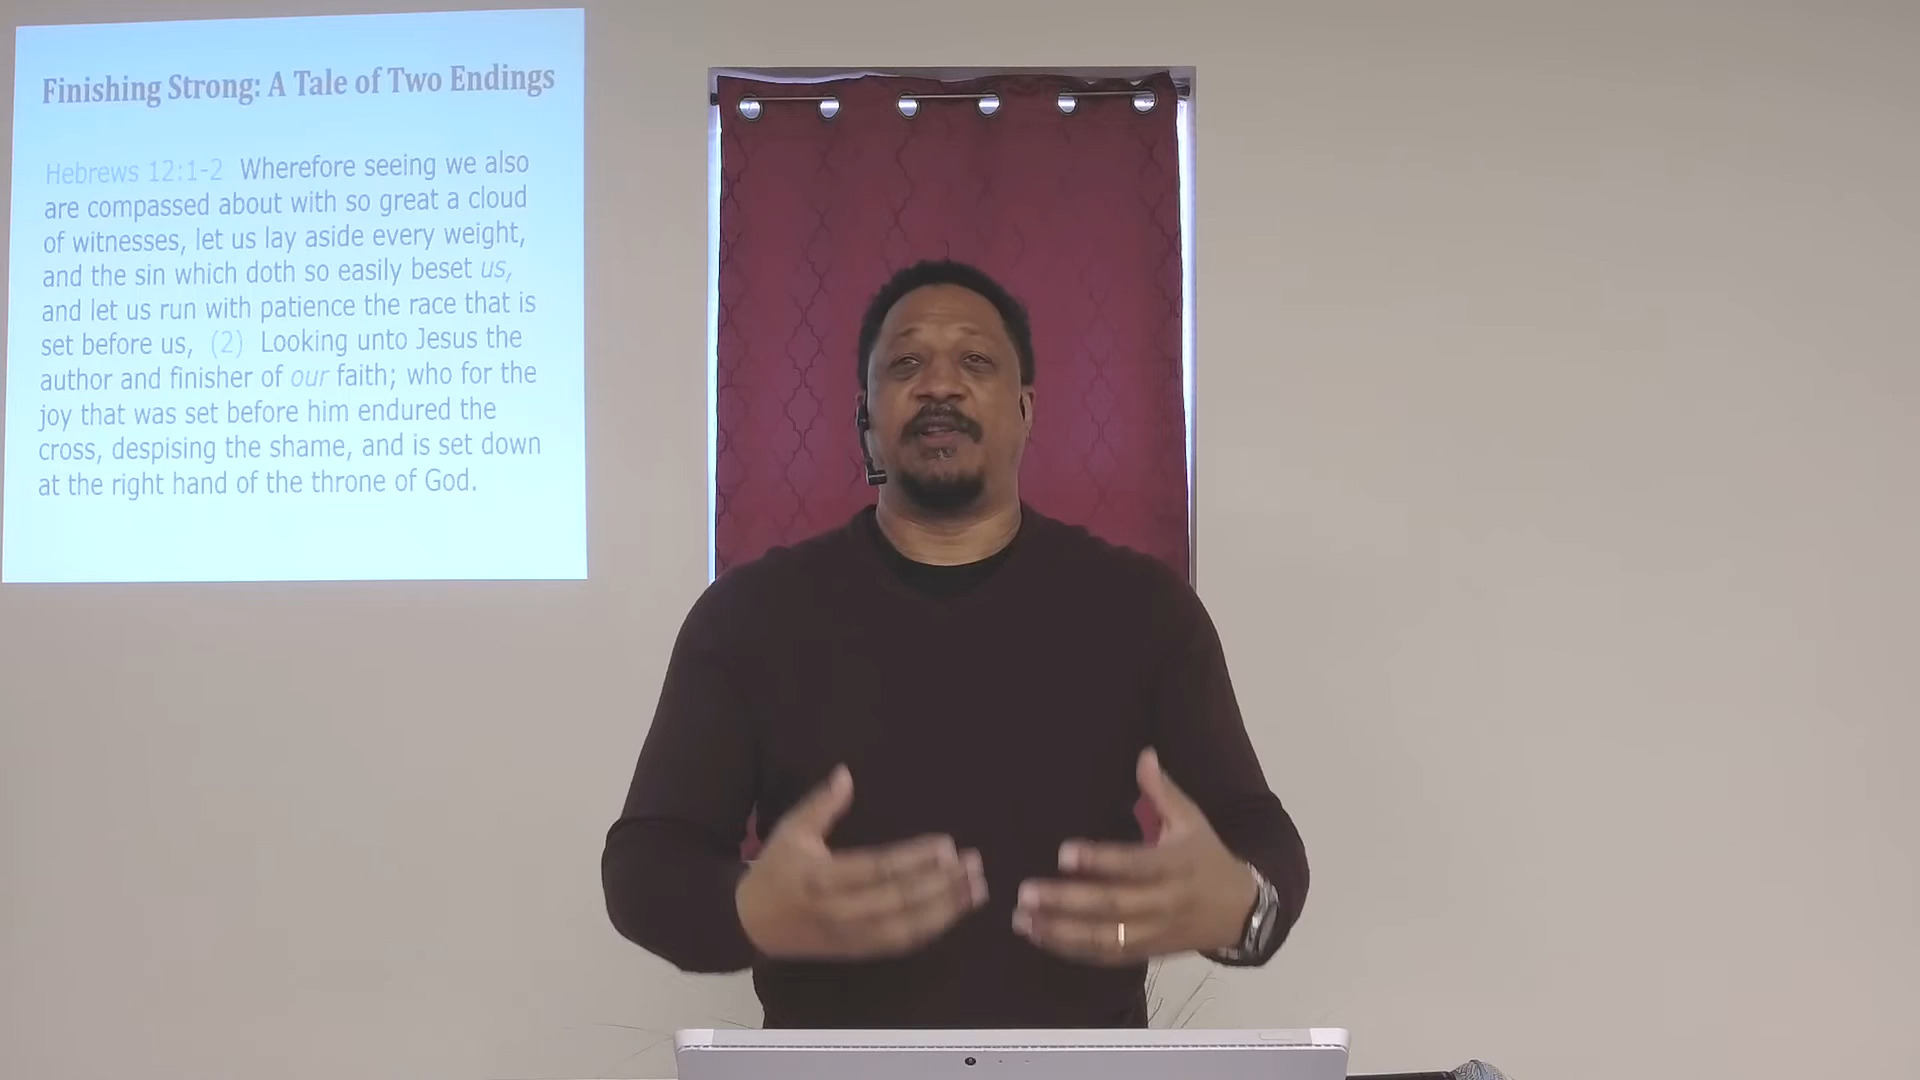 Finishing Strong: A Tale of Two Endings
Hebrews 12:1-2 Wherefore seeing we also
are compassed about with so great a cloud
of witnesses, let us lay aside every weight,
and the sin which doth so easily beset us,
and let us run with patience the race that is
set before us, (2) Looking unto Jesus the
author and finisher of our faith; who for the
joy that was set before him endured the
cross, despising the shame, and is set down
at the right hand of the throne of God.